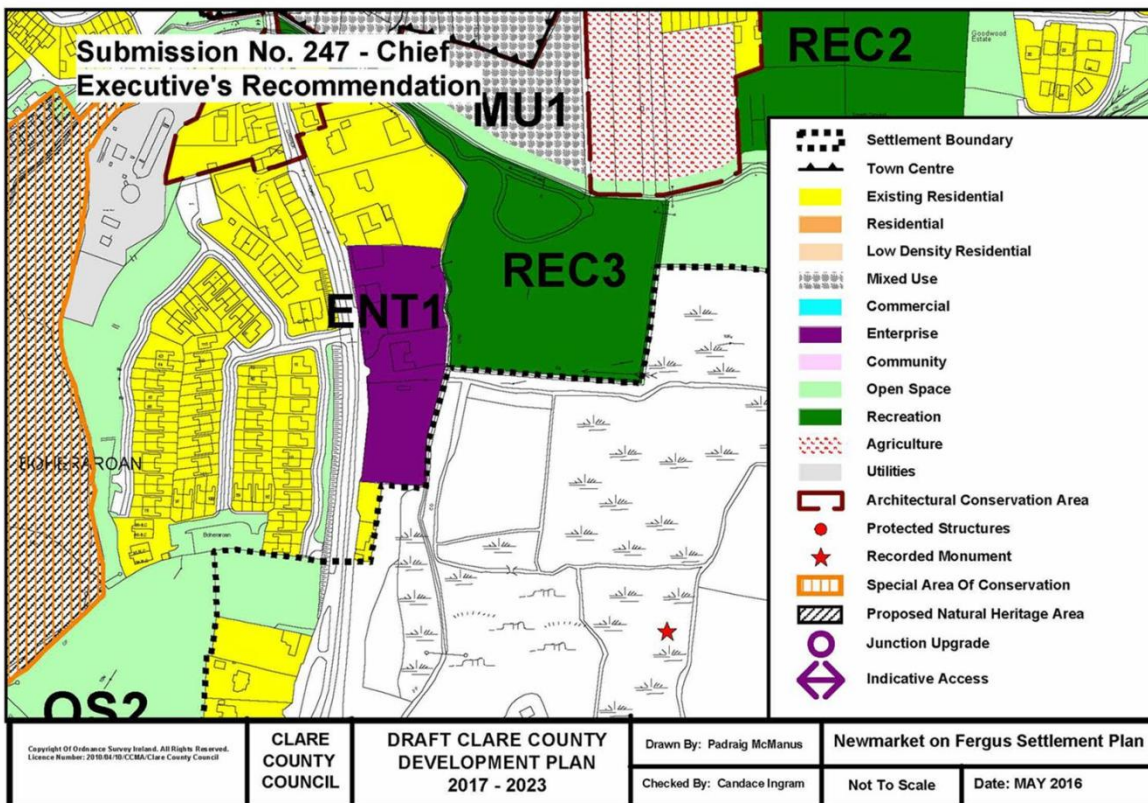 Submission No. 247 - Chief
Executive's Recommendation
MU1
REC2
Goodwood
Estate
REC3
ENT1
BOHERAROAN
Boheraroan
OS2
Settlement Boundary
Town Centre
Existing Residential
Residential
Low Density Residential
Mixed Use
Commercial
Enterprise
Community
Open Space
Recreation
Agriculture
Utilities
Architectural Conservation Area
Protected Structures
Recorded Monument
Special Area Of Conservation
Proposed Natural Heritage Area
Junction Upgrade
Indicative Access
Copyright Of Ordnance Survey Ireland. All Rights Reserved.
Licence Number: 2010/04/10/CCMA/Clare County Council
CLARE
COUNTY
COUNCIL
DRAFT CLARE COUNTY
DEVELOPMENT PLAN
2017 - 2023
Drawn By: Padraig McManus
Checked By: Candace Ingram
Newmarket on Fergus Settlement Plan
Not To Scale
Date: MAY 2016